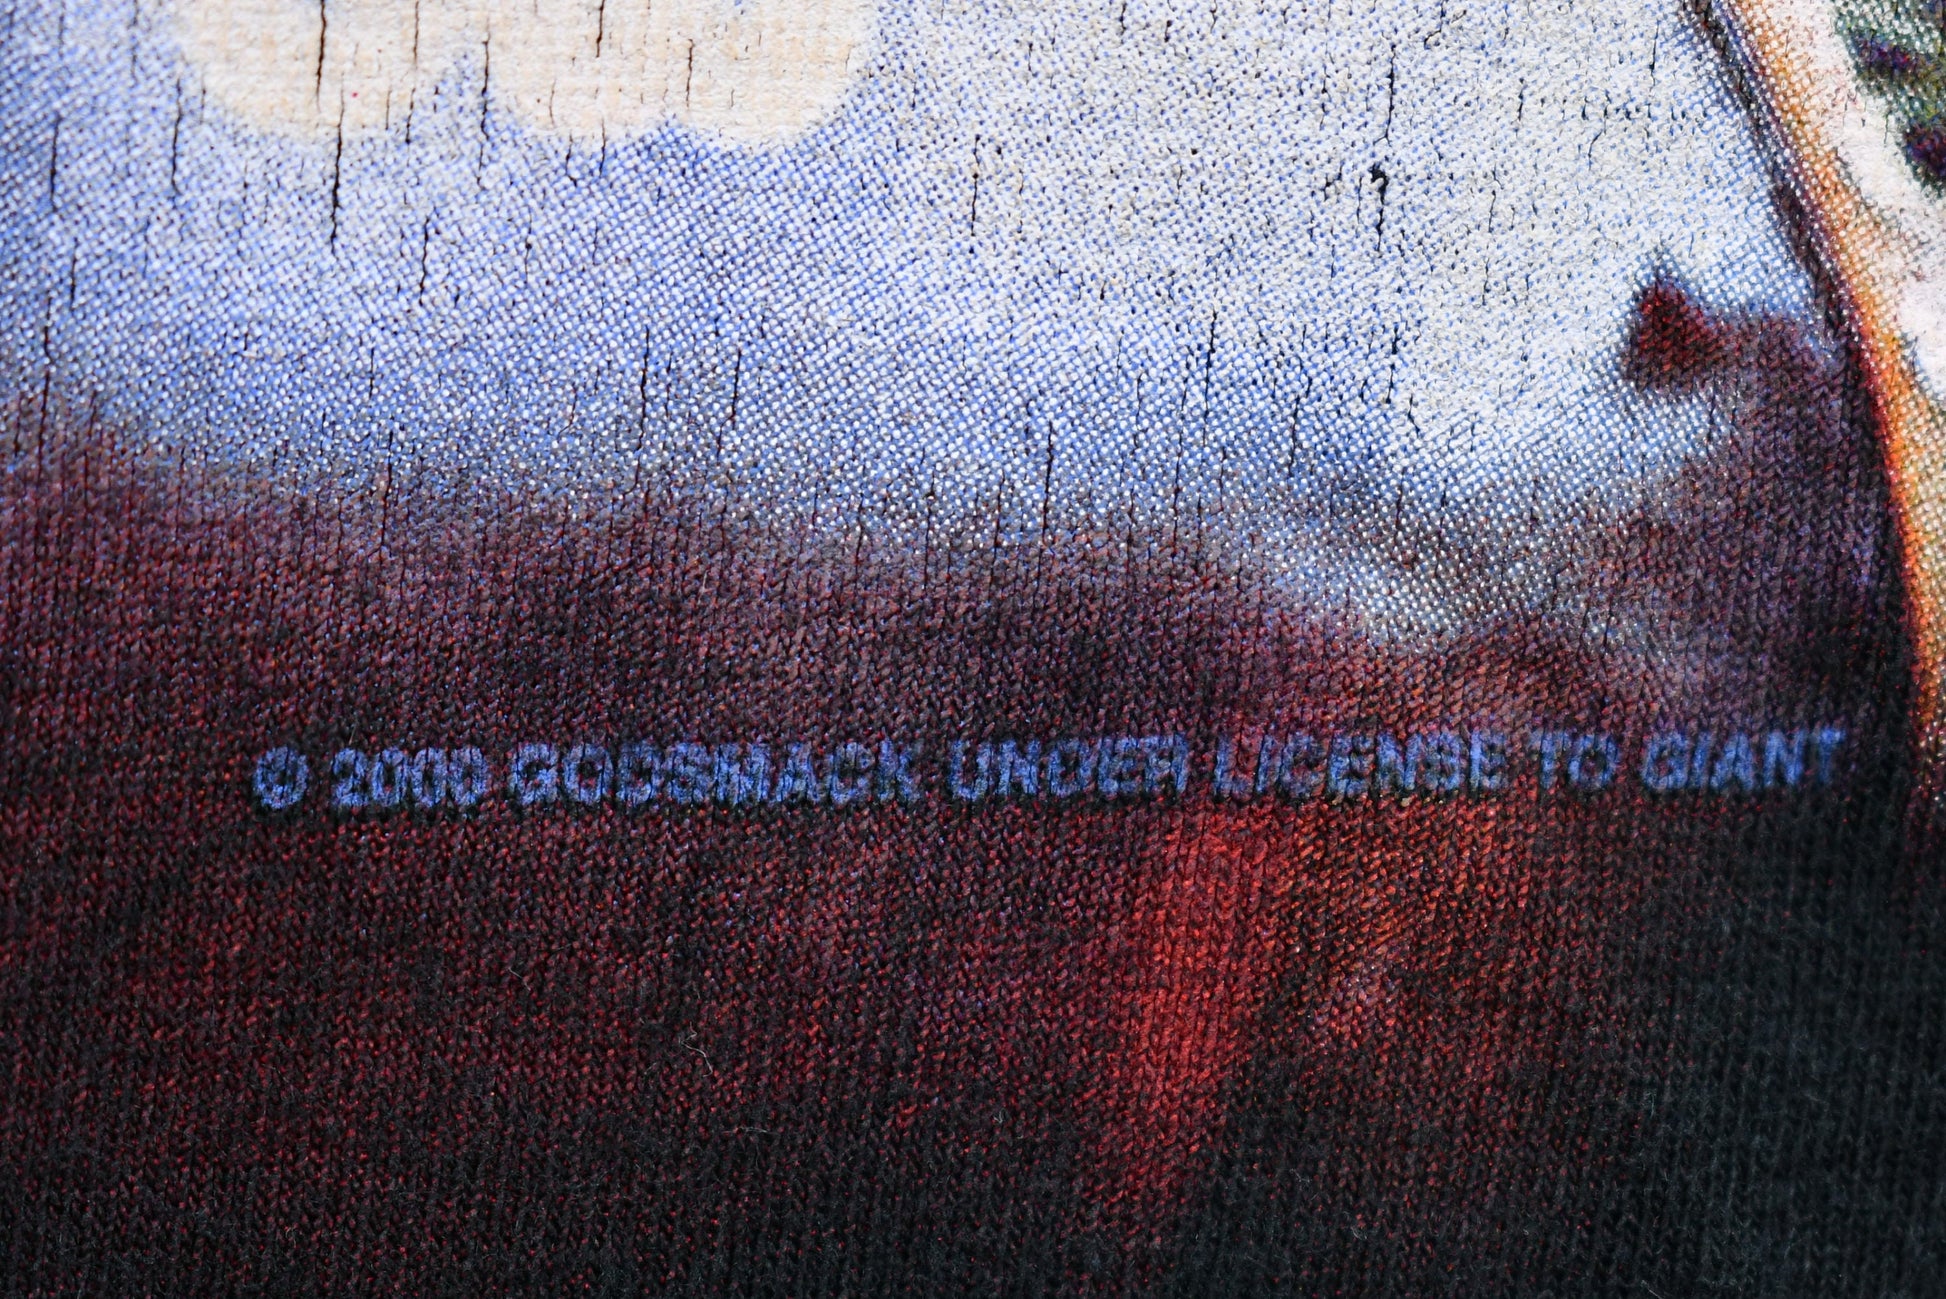 © 2000 GODSMACK UNDER LICENSE TO GIANT